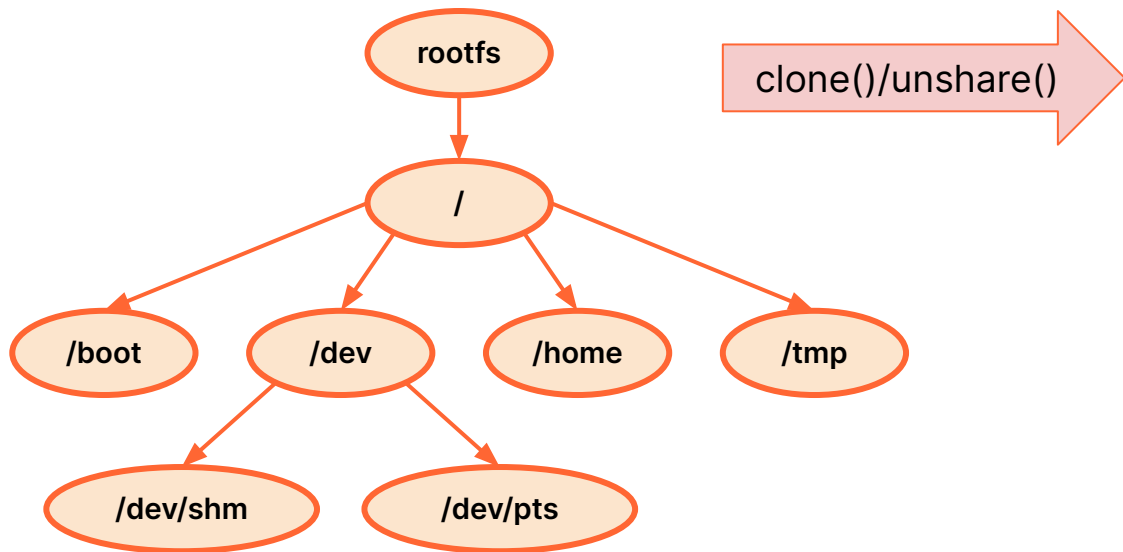 rootfs
clone()/unshare()
/
/boot
/dev
/home
/tmp
/dev/shm
/dev/pts